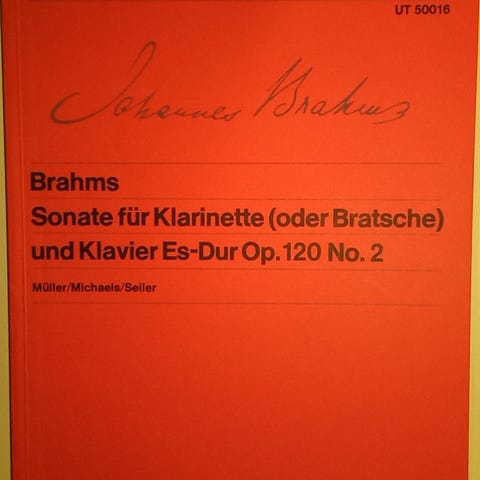 UT 50016
Johannes Brahms
Brahms
Sonate für Klarinette (oder Bratsche)
und Klavier Es-Dur Op.120 No. 2
Müller/Michaels/Seiler